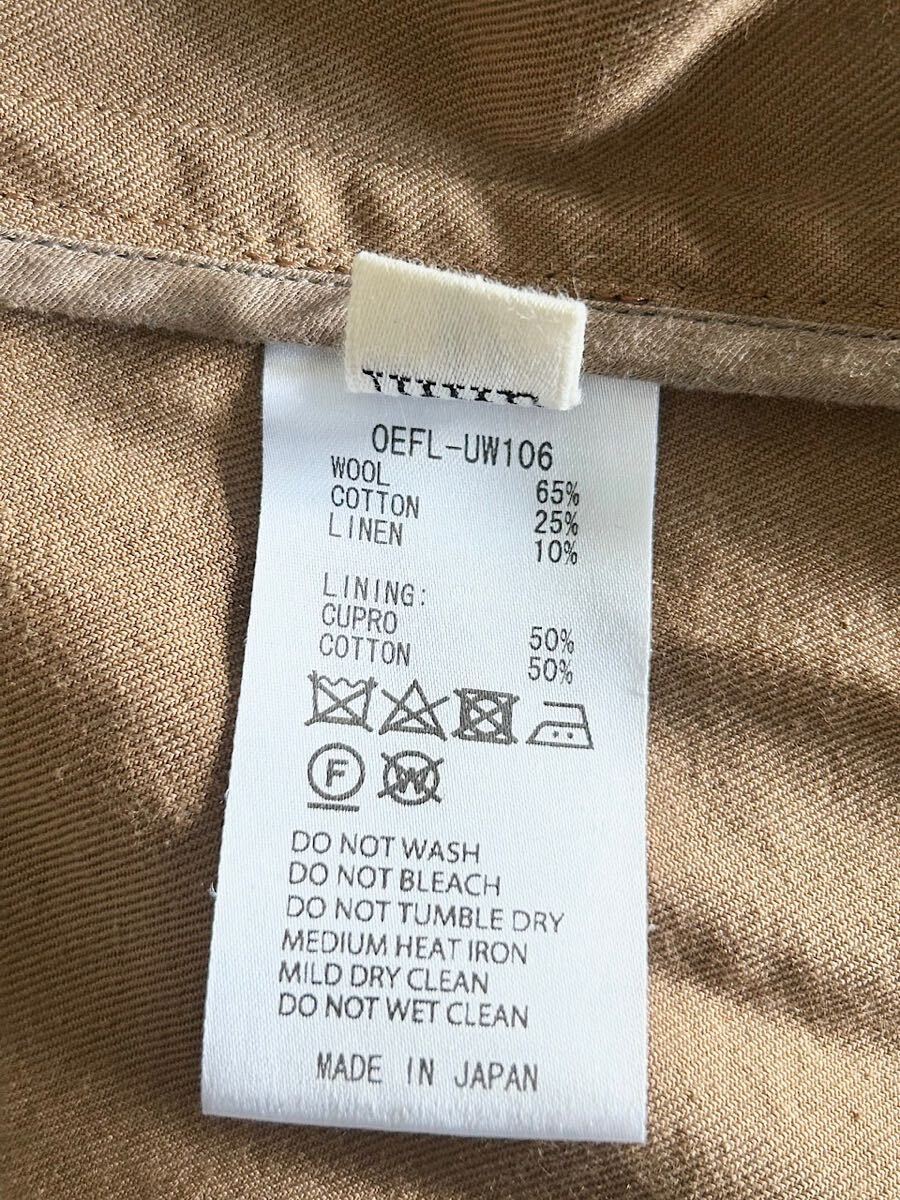 OEFL-UW106
WOOL 65%
COTTON 25%
LINEN 10%
LINING:
CUPRO 50%
COTTON 50%
F
W
DO NOT WASH
DO NOT BLEACH
DO NOT TUMBLE DRY
MEDIUM HEAT IRON
MILD DRY CLEAN
DO NOT WET CLEAN
MADE IN JAPAN